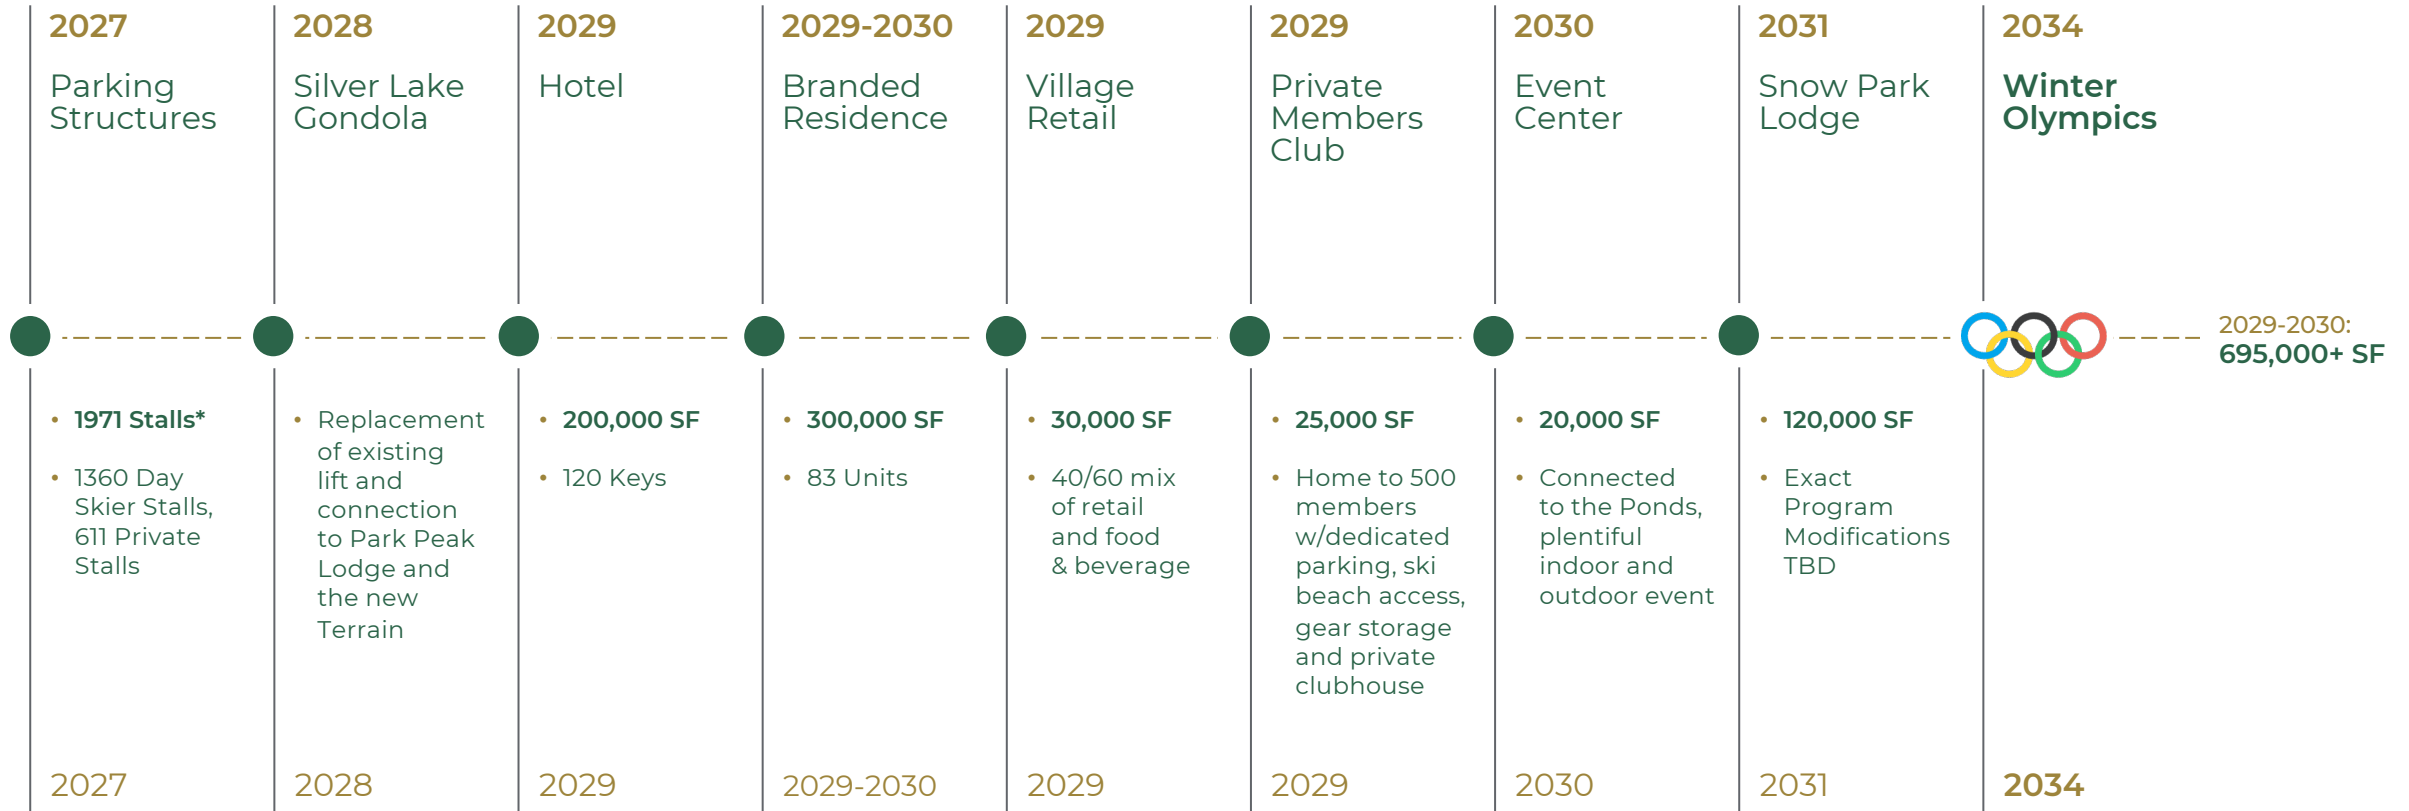 2027
Parking
Structures
• 1971 Stalls*
• 1360 Day
Skier Stalls,
611 Private
Stalls
2027
2028
Silver Lake
Gondola
• Replacement
of existing
lift and
connection
to Park Peak
Lodge and
the new
Terrain
2028
2029
Hotel
• 200,000 SF
• 120 Keys
2029
2029-2030
Branded
Residence
• 300,000 SF
• 83 Units
2029-2030
2029
Village
Retail
• 30,000 SF
• 40/60 mix
of retail
and food
& beverage
2029
2029
Private
Members
Club
• 25,000 SF
• Home to 500
members
w/dedicated
parking, ski
beach access,
gear storage
and private
clubhouse
2029
2030
Event
Center
• 20,000 SF
• Connected
to the Ponds,
plentiful
indoor and
outdoor event
2030
2031
Snow Park
Lodge
• 120,000 SF
• Exact
Program
Modifications
TBD
2031
2034
Winter
Olympics
2034
2029-2030:
695,000+ SF